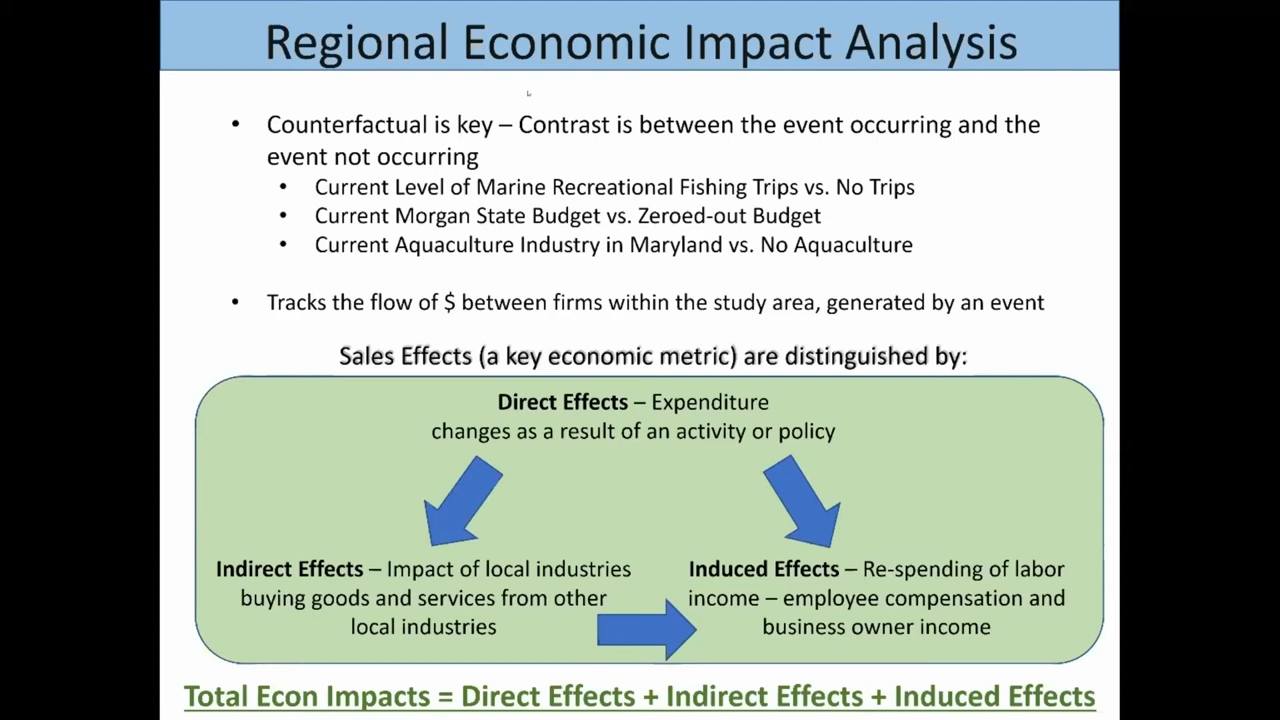 Regional Economic Impact Analysis
• Counterfactual is key – Contrast is between the event occurring and the
event not occurring
• Current Level of Marine Recreational Fishing Trips vs. No Trips
• Current Morgan State Budget vs. Zeroed-out Budget
• Current Aquaculture Industry in Maryland vs. No Aquaculture
• Tracks the flow of $ between firms within the study area, generated by an event
Sales Effects (a key economic metric) are distinguished by:
Direct Effects – Expenditure
changes as a result of an activity or policy
Indirect Effects – Impact of local industries
buying goods and services from other
local industries
Induced Effects – Re-spending of labor
income – employee compensation and
business owner income
Total Econ Impacts = Direct Effects + Indirect Effects + Induced Effects